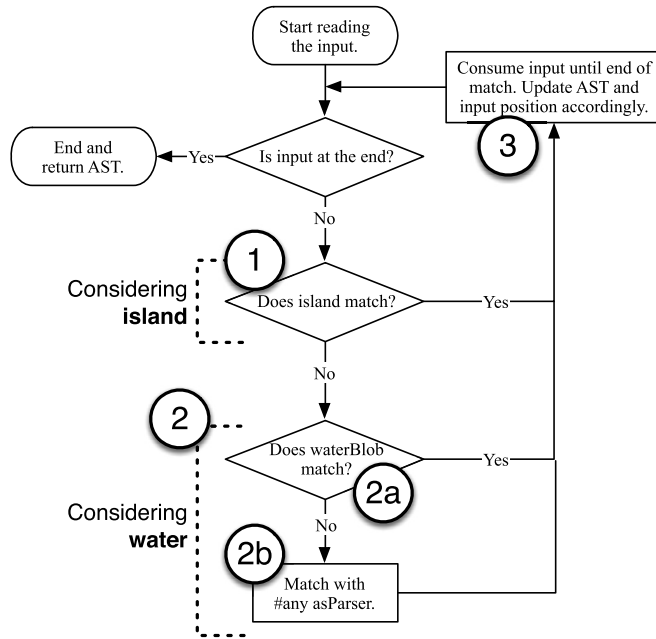 Start reading
the input.
Consume input until end of
match. Update AST and
input position accordingly.
3
End and
return AST.
Yes
Is input at the end?
No
1
Considering
island
Does island match?
Yes
No
2
Does waterBlob
match?
Yes
2a
Considering
water
No
2b
Match with
#any asParser.